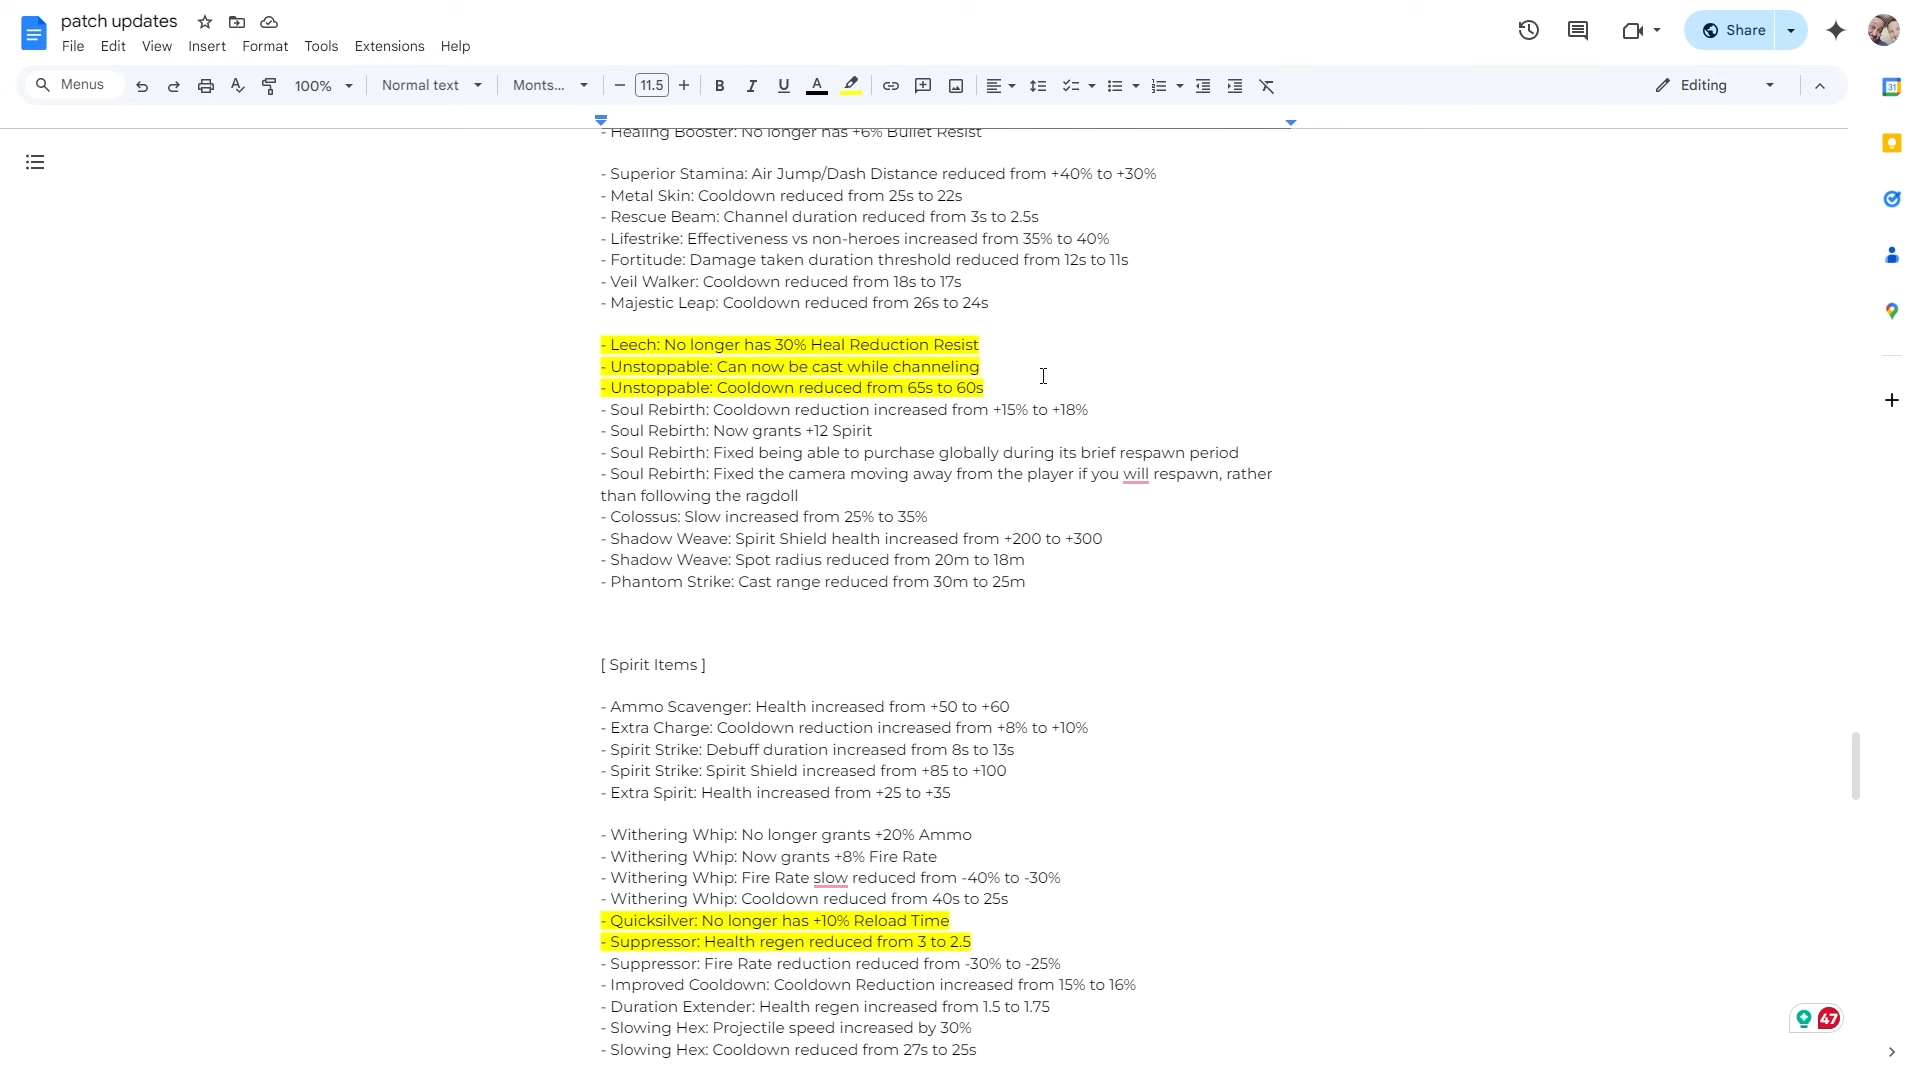 patch updates
File Edit View Insert Format Tools Extensions Help
Share
Menus
100%
Normal text
Monts...
11.5
B I U A
Editing
31
- Healing Booster: No longer has +6% Bullet Resist
- Superior Stamina: Air Jump/Dash Distance reduced from +40% to +30%
- Metal Skin: Cooldown reduced from 25s to 22s
- Rescue Beam: Channel duration reduced from 3s to 2.5s
- Lifestrike: Effectiveness vs non-heroes increased from 35% to 40%
- Fortitude: Damage taken duration threshold reduced from 12s to 11s
- Veil Walker: Cooldown reduced from 18s to 17s
- Majestic Leap: Cooldown reduced from 26s to 24s
- Leech: No longer has 30% Heal Reduction Resist
- Unstoppable: Can now be cast while channeling
- Unstoppable: Cooldown reduced from 65s to 60s
- Soul Rebirth: Cooldown reduction increased from +15% to +18%
- Soul Rebirth: Now grants +12 Spirit
- Soul Rebirth: Fixed being able to purchase globally during its brief respawn period
- Soul Rebirth: Fixed the camera moving away from the player if you will respawn, rather
than following the ragdoll
- Colossus: Slow increased from 25% to 35%
- Shadow Weave: Spirit Shield health increased from +200 to +300
- Shadow Weave: Spot radius reduced from 20m to 18m
- Phantom Strike: Cast range reduced from 30m to 25m
[ Spirit Items ]
- Ammo Scavenger: Health increased from +50 to +60
- Extra Charge: Cooldown reduction increased from +8% to +10%
- Spirit Strike: Debuff duration increased from 8s to 13s
- Spirit Strike: Spirit Shield increased from +85 to +100
- Extra Spirit: Health increased from +25 to +35
- Withering Whip: No longer grants +20% Ammo
- Withering Whip: Now grants +8% Fire Rate
- Withering Whip: Fire Rate slow reduced from -40% to -30%
- Withering Whip: Cooldown reduced from 40s to 25s
- Quicksilver: No longer has +10% Reload Time
- Suppressor: Health regen reduced from 3 to 2.5
- Suppressor: Fire Rate reduction reduced from -30% to -25%
- Improved Cooldown: Cooldown Reduction increased from 15% to 16%
- Duration Extender: Health regen increased from 1.5 to 1.75
- Slowing Hex: Projectile speed increased by 30%
- Slowing Hex: Cooldown reduced from 27s to 25s
47